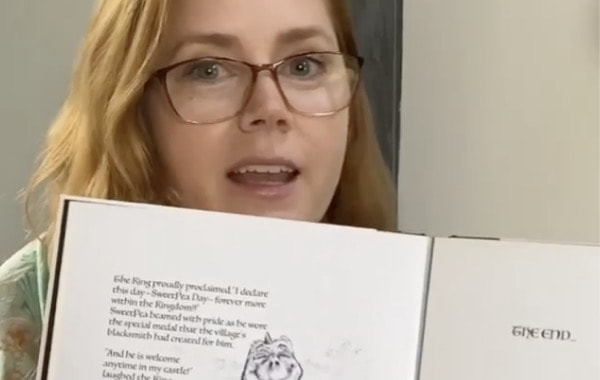 The King proudly proclaimed, "I declare
this day- SweetPea Day- forever more
within the Kingdom!"
SweetPea beamed with pride as he wore
the special medal that the village's
blacksmith had created for him.
"And he is welcome
anytime in my castle!"
laughed the King
THE END...